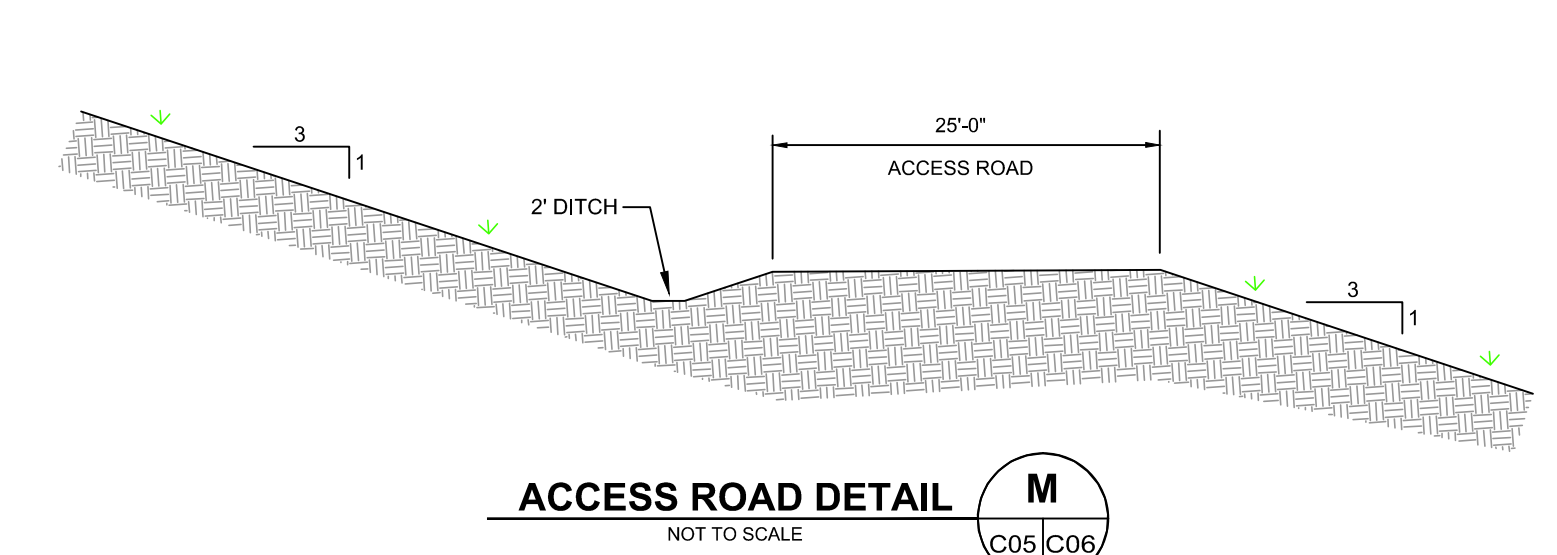 3
1
25'-0"
ACCESS ROAD
2' DITCH
3
1
ACCESS ROAD DETAIL
NOT TO SCALE
M
C05 C06